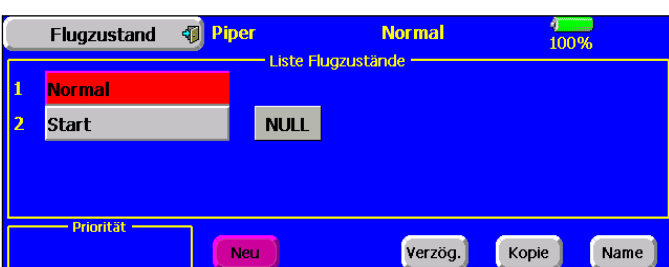 Flugzustand Piper Normal 100%
Liste Flugzustände
1 Normal
2 Start NULL
Priorität
Neu Verzög. Kopie Name